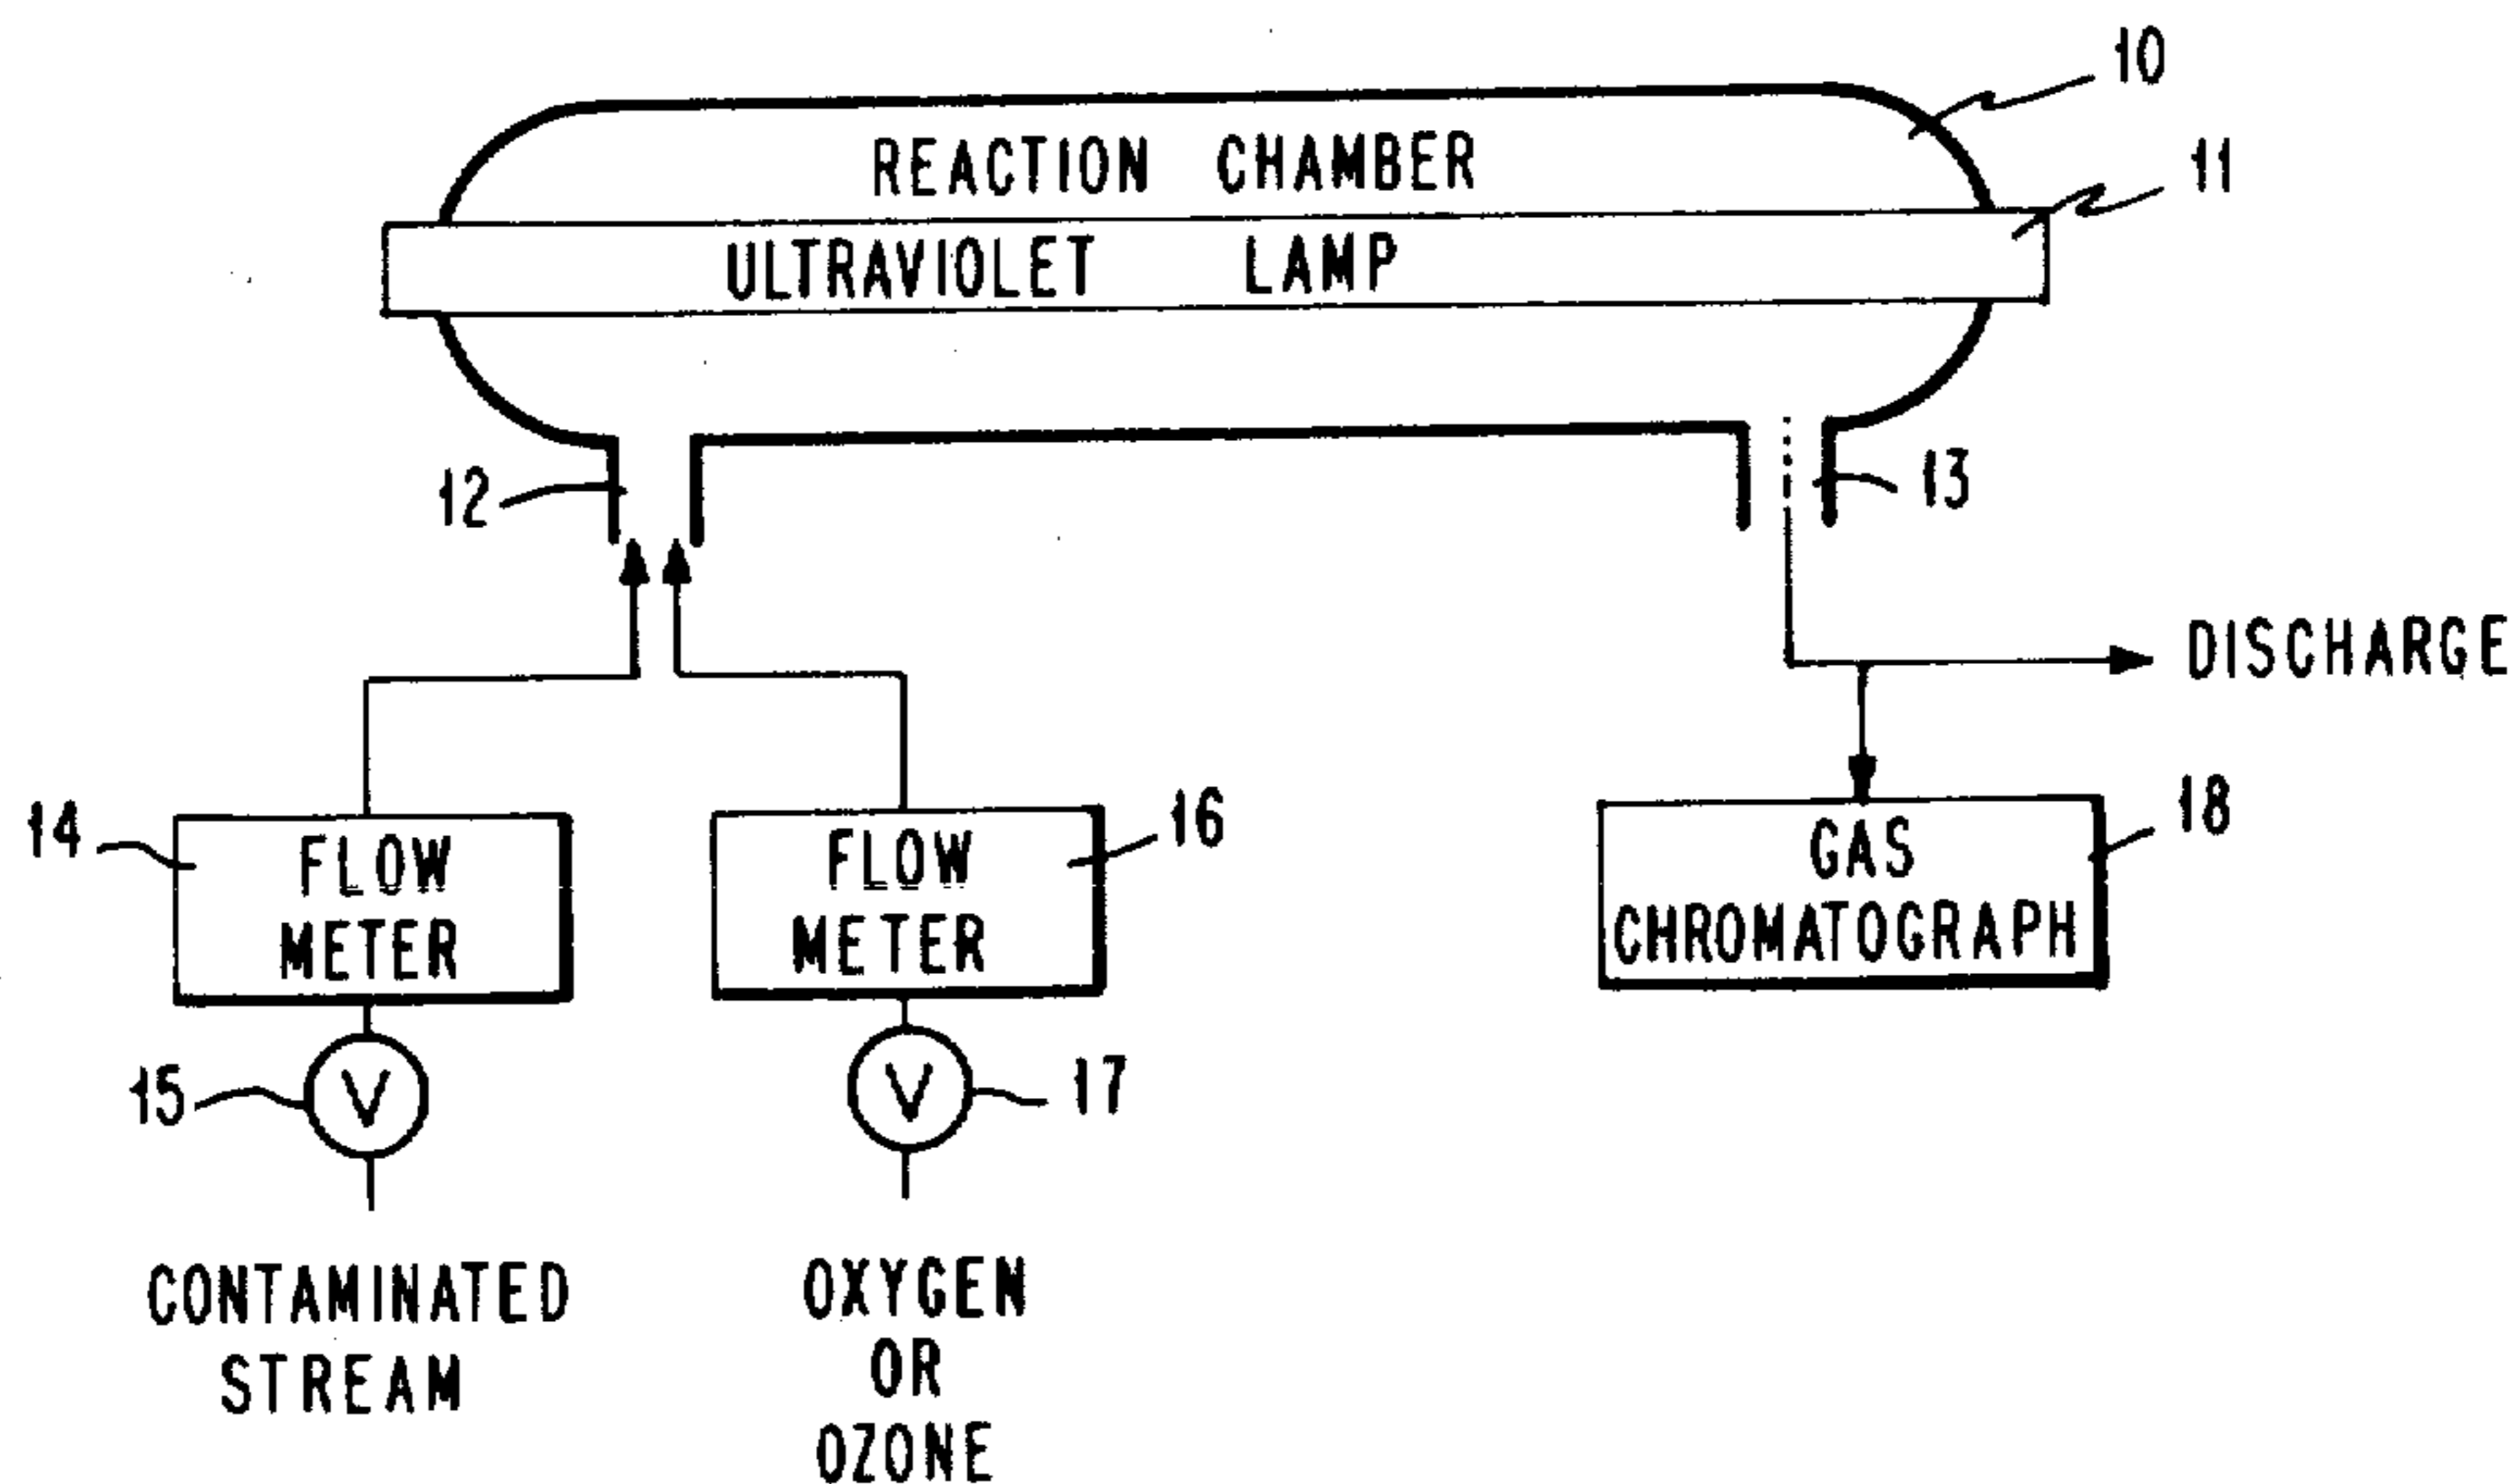 10
REACTION CHAMBER
11
ULTRAVIOLET LAMP
12
13
DISCHARGE
14
FLOW
METER
16
FLOW
METER
18
GAS
CHROMATOGRAPH
15
V
17
V
CONTAMINATED
STREAM
OXYGEN
OR
OZONE